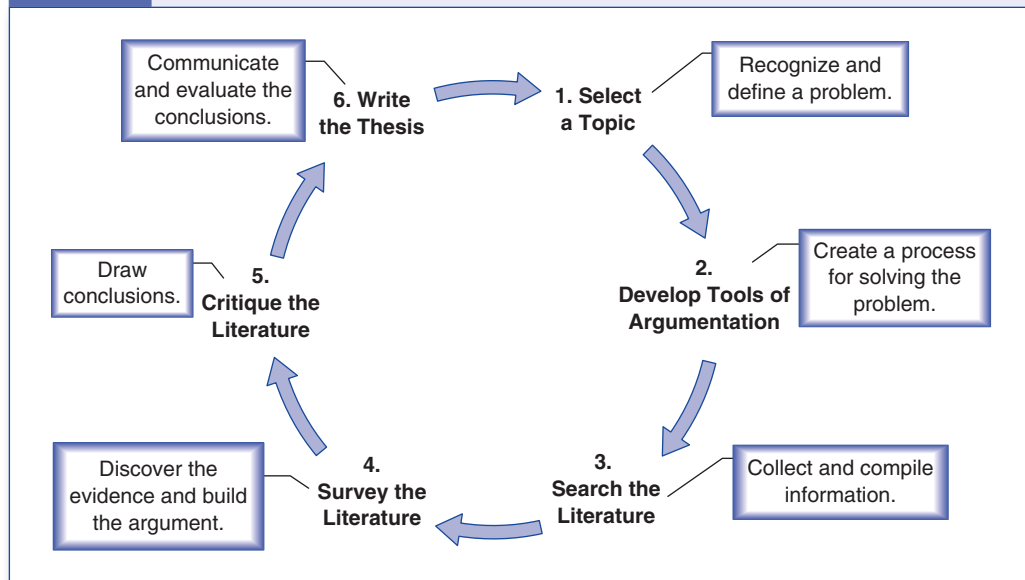 Communicate
and evaluate the
conclusions.
6. Write
the Thesis
1. Select
a Topic
Recognize and
define a problem.
2.
Develop Tools of
Argumentation
Create a process
for solving the
problem.
3.
Search the
Literature
Collect and compile
information.
4.
Survey the
Literature
Discover the
evidence and build
the argument.
5.
Critique the
Literature
Draw
conclusions.